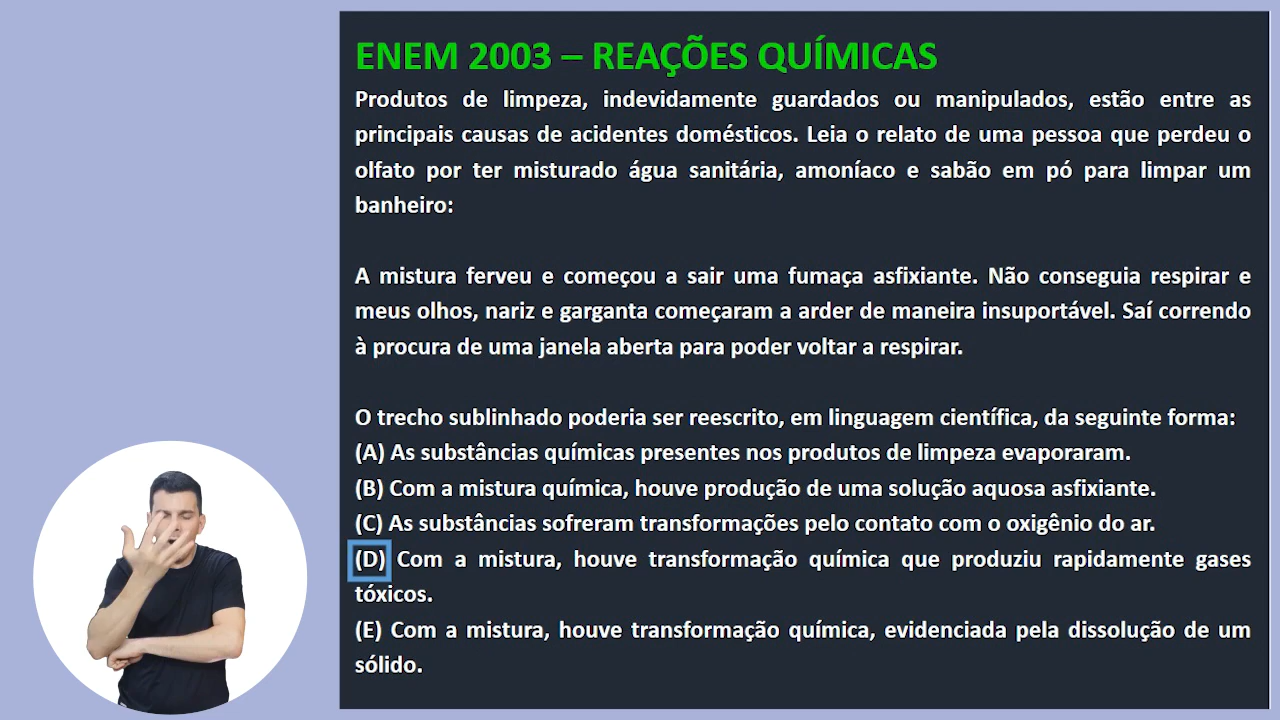 ENEM 2003 – REAÇÕES QUÍMICAS
Produtos de limpeza, indevidamente guardados ou manipulados, estão entre as
principais causas de acidentes domésticos. Leia o relato de uma pessoa que perdeu o
olfato por ter misturado água sanitária, amoníaco e sabão em pó para limpar um
banheiro:
A mistura ferveu e começou a sair uma fumaça asfixiante. Não conseguia respirar e
meus olhos, nariz e garganta começaram a arder de maneira insuportável. Saí correndo
à procura de uma janela aberta para poder voltar a respirar.
O trecho sublinhado poderia ser reescrito, em linguagem científica, da seguinte forma:
(A) As substâncias químicas presentes nos produtos de limpeza evaporaram.
(B) Com a mistura química, houve produção de uma solução aquosa asfixiante.
(C) As substâncias sofreram transformações pelo contato com o oxigênio do ar.
(D) Com a mistura, houve transformação química que produziu rapidamente gases
tóxicos.
(E) Com a mistura, houve transformação química, evidenciada pela dissolução de um
sólido.